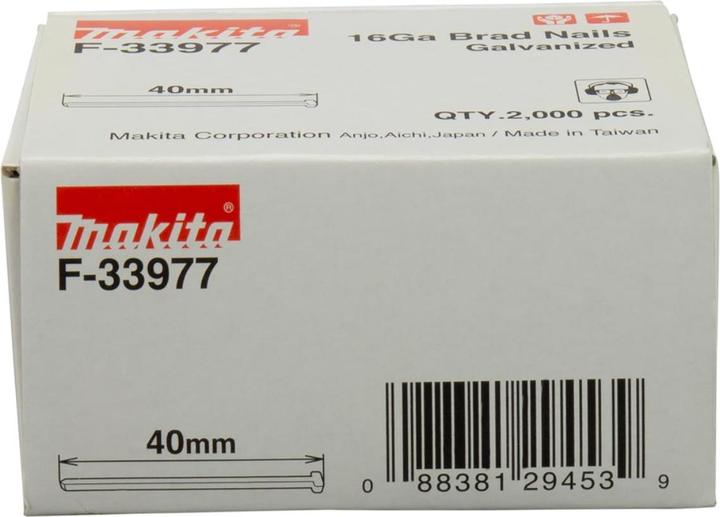 makita®
F-33977
16Ga Brad Nails
Galvanized
40mm
QTY.2,000 pcs.
Makita Corporation Anjo,Aichi,Japan / Made in Taiwan
makita®
F-33977
40mm
0 88381 29453 9